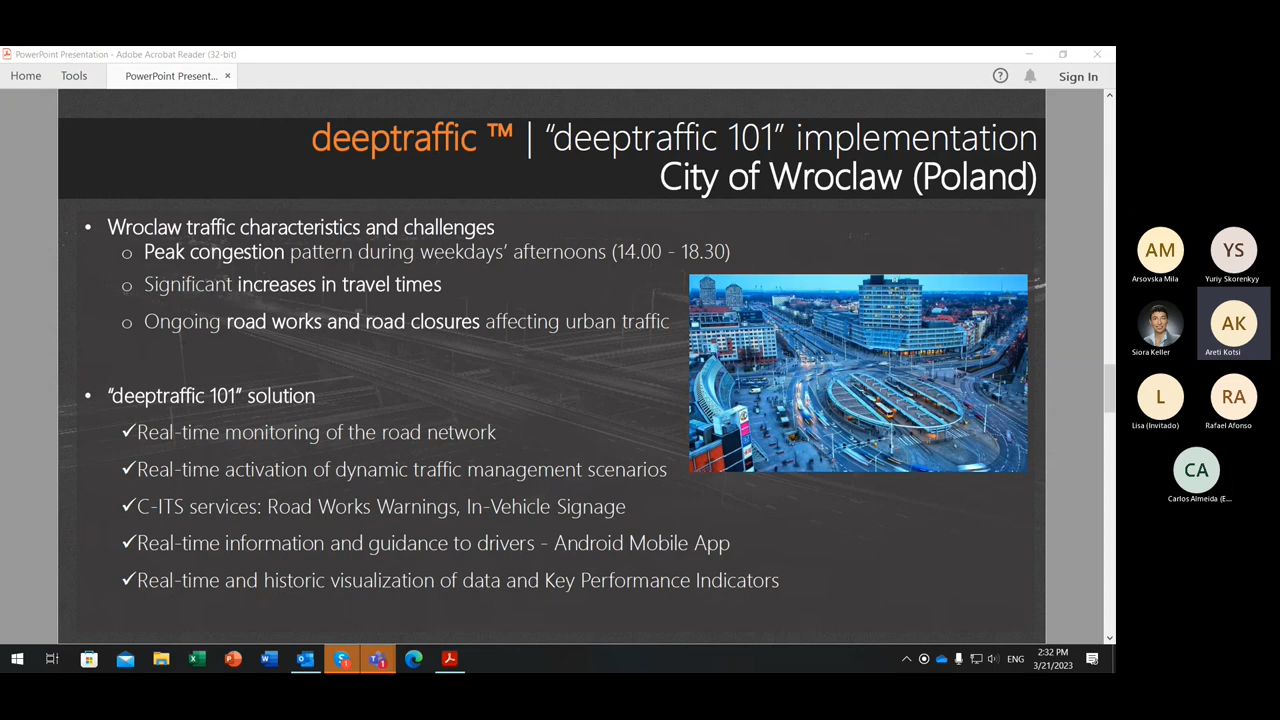 PowerPoint Presentation - Adobe Acrobat Reader (32-bit)
Home Tools PowerPoint Present... × Sign In
deeptraffic ™ | “deeptraffic 101” implementation
City of Wroclaw (Poland)
• Wroclaw traffic characteristics and challenges
o Peak congestion pattern during weekdays’ afternoons (14.00 - 18.30)
o Significant increases in travel times
o Ongoing road works and road closures affecting urban traffic
• “deeptraffic 101” solution
✓Real-time monitoring of the road network
✓Real-time activation of dynamic traffic management scenarios
✓C-ITS services: Road Works Warnings, In-Vehicle Signage
✓Real-time information and guidance to drivers - Android Mobile App
✓Real-time and historic visualization of data and Key Performance Indicators
AM YS
Arsovska Mila Yuriy Skorenkyy
AK
Siora Keller Areti Kotsi
L RA
Lisa (Invitado) Rafael Afonso
CA
Carlos Almeida (E...
ENG
2:32 PM
3/21/2023